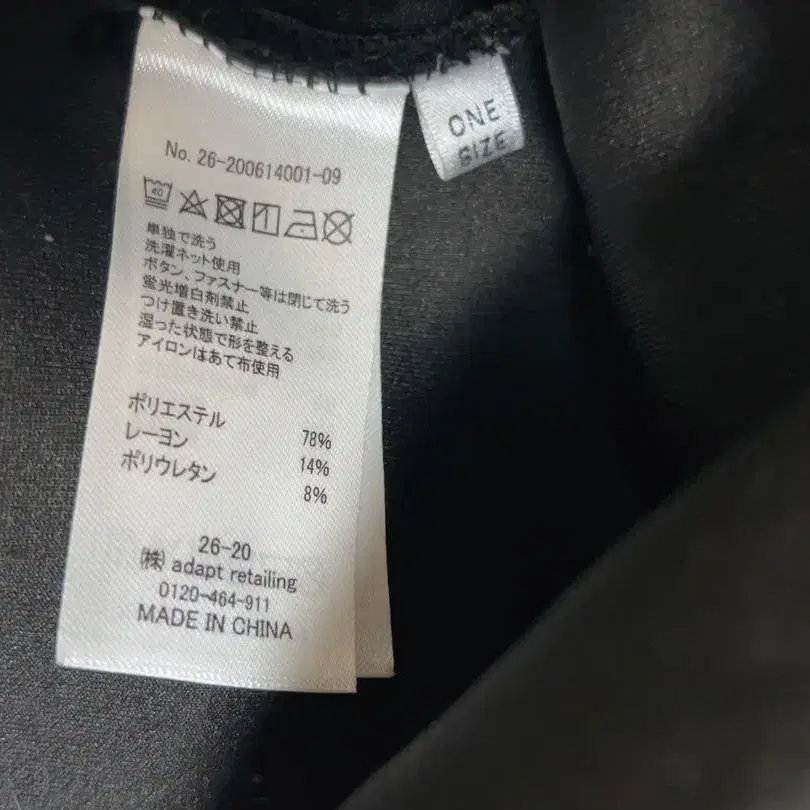 No. 26-200614001-09
40
単独で洗う
洗濯ネット使用
ボタン、ファスナー等は閉じて洗う
蛍光増白剤禁止
つけ置き洗い禁止
湿った状態で形を整える
アイロンはあて布使用
ポリエステル 78%
レーヨン 14%
ポリウレタン 8%
26-20
㈱ adapt retailing
0120-464-911
MADE IN CHINA
ONE
SIZE